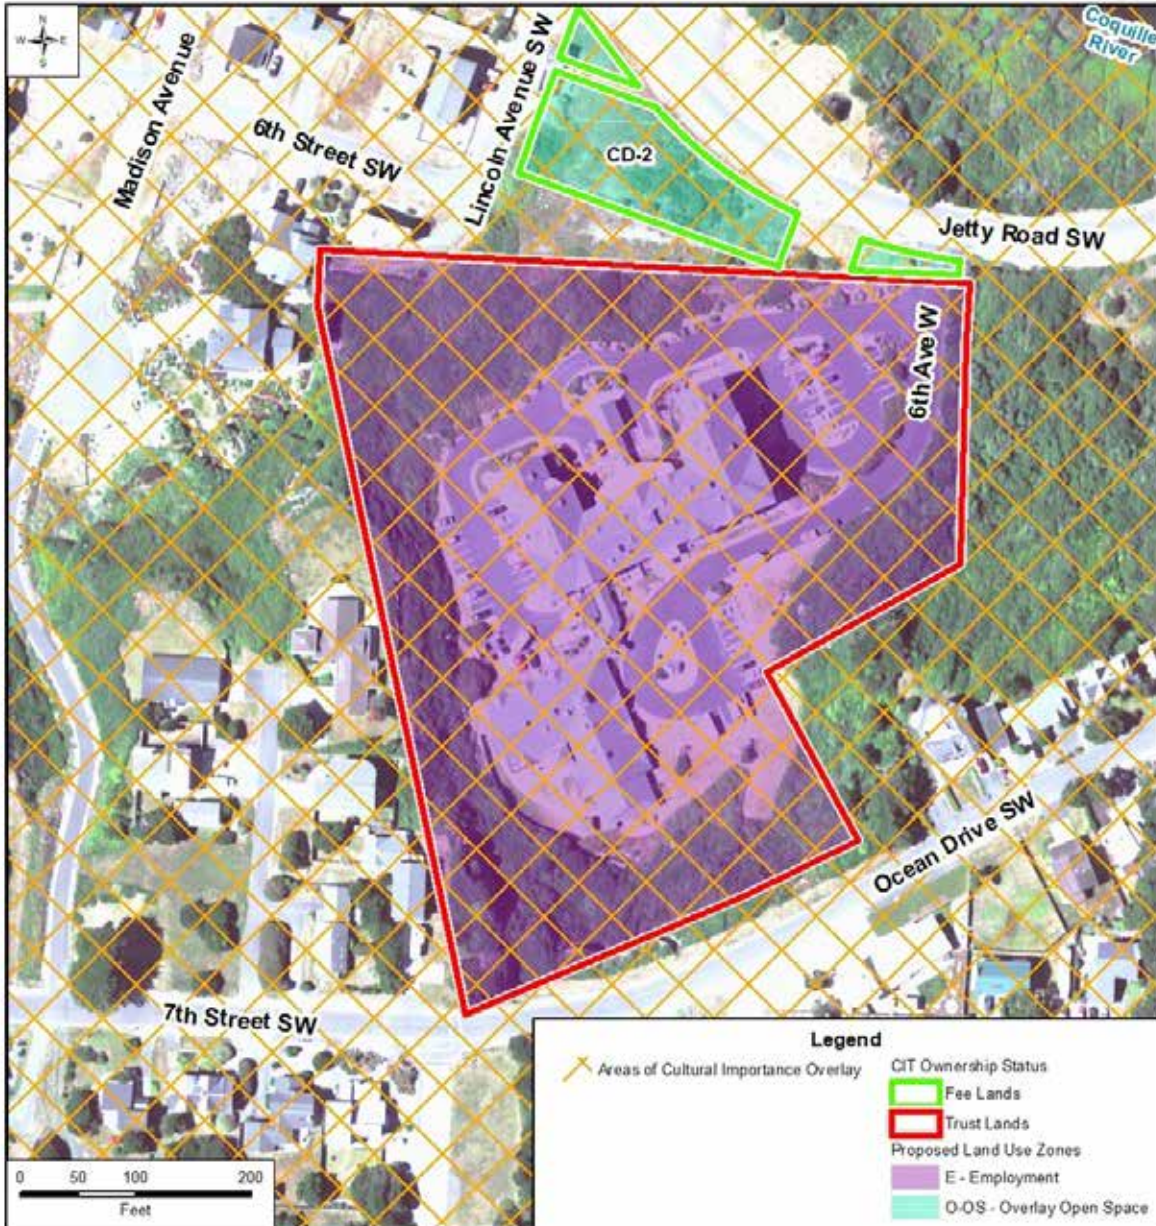 N
W E
S
Coquille
River
Madison Avenue
Lincoln Avenue SW
6th Street SW
CD-2
Jetty Road SW
6th Ave W
Ocean Drive SW
7th Street SW
Legend
Areas of Cultural Importance Overlay
CIT Ownership Status
Fee Lands
Trust Lands
Proposed Land Use Zones
E - Employment
O-OS - Overlay Open Space
0 50 100 200
Feet